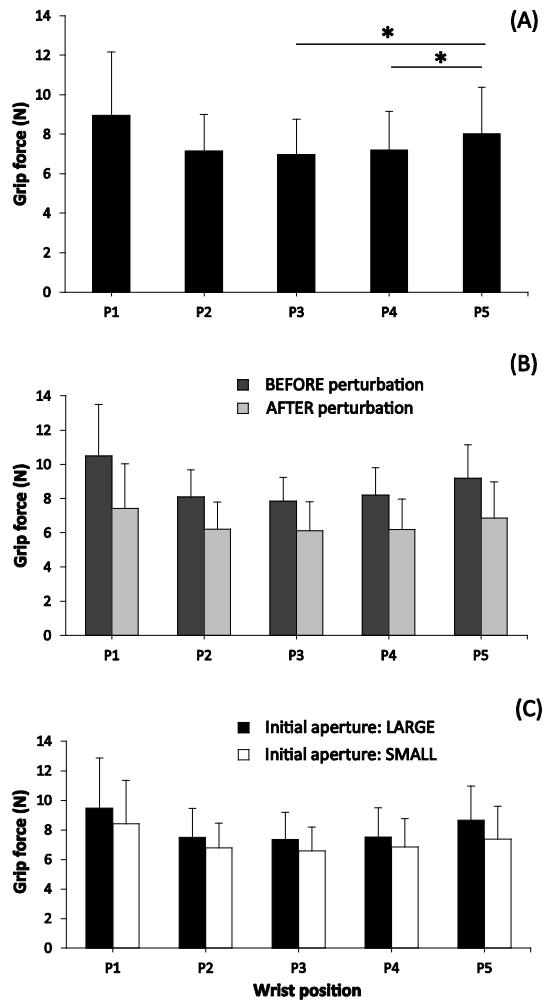 (A)
14
12
10
8
6
4
2
0
Grip force (N)
*
*
P1 P2 P3 P4 P5
(B)
BEFORE perturbation
AFTER perturbation
14
12
10
8
6
4
2
0
Grip force (N)
P1 P2 P3 P4 P5
(C)
Initial aperture: LARGE
Initial aperture: SMALL
14
12
10
8
6
4
2
0
Grip force (N)
P1 P2 P3 P4 P5
Wrist position